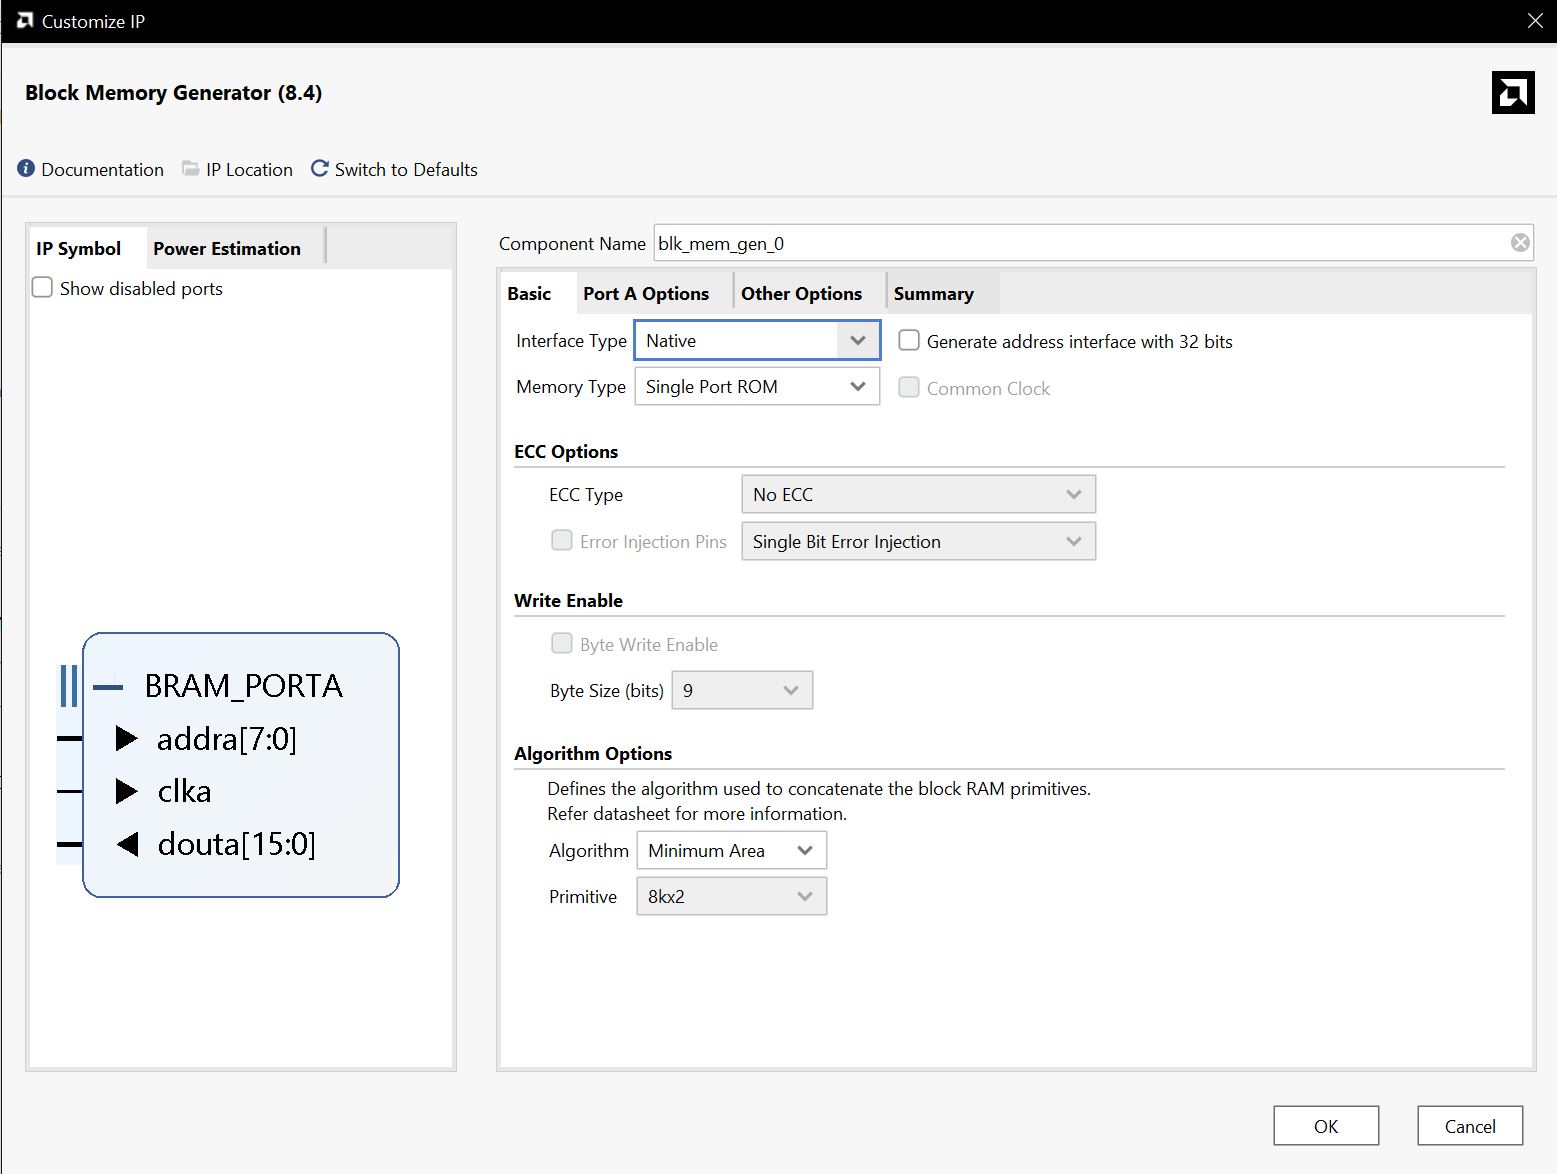 Customize IP
Block Memory Generator (8.4)
Documentation IP Location Switch to Defaults
IP Symbol Power Estimation
Show disabled ports
BRAM_PORTA
addra[7:0]
clka
douta[15:0]
Component Name blk_mem_gen_0
Basic Port A Options Other Options Summary
Interface Type Native Generate address interface with 32 bits
Memory Type Single Port ROM Common Clock
ECC Options
ECC Type No ECC
Error Injection Pins Single Bit Error Injection
Write Enable
Byte Write Enable
Byte Size (bits) 9
Algorithm Options
Defines the algorithm used to concatenate the block RAM primitives.
Refer datasheet for more information.
Algorithm Minimum Area
Primitive 8kx2
OK Cancel